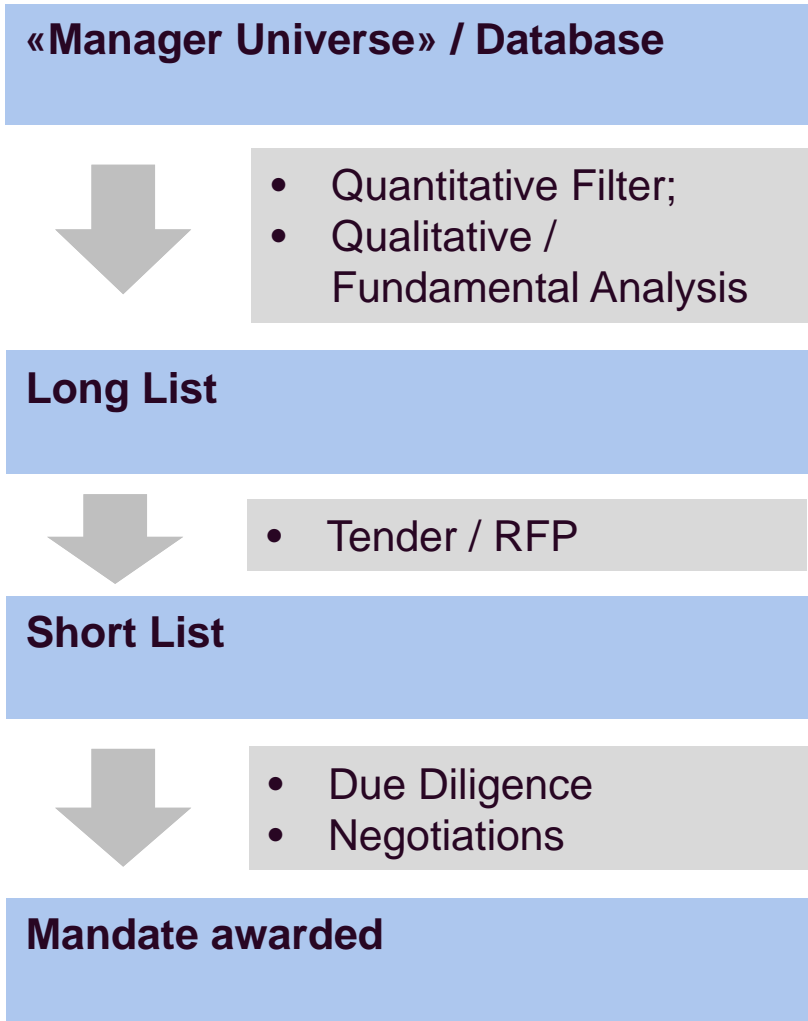 «Manager Universe» / Database
• Quantitative Filter;
• Qualitative /
Fundamental Analysis
Long List
• Tender / RFP
Short List
• Due Diligence
• Negotiations
Mandate awarded